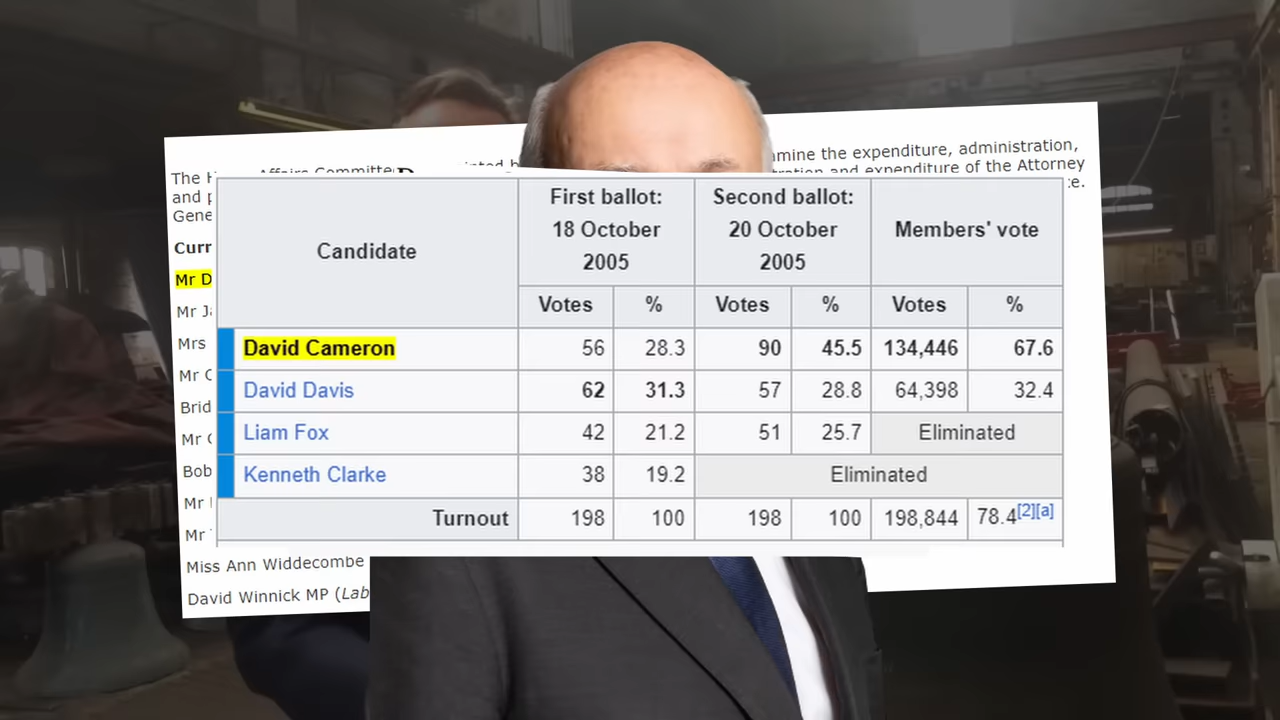 amine the expenditure, administration,
and expenditure of the Attorney
The
and
Gene
Curr
Mr D
Mr
Mrs
Mr
Brid
Mr
Bob
Mr
Mr
Miss Ann Widdecombe
David Winnick MP (Lab
Candidate First ballot: 18 October 2005 Second ballot: 20 October 2005 Members' vote
Votes % Votes % Votes %
David Cameron 56 28.3 90 45.5 134,446 67.6
David Davis 62 31.3 57 28.8 64,398 32.4
Liam Fox 42 21.2 51 25.7 Eliminated
Kenneth Clarke 38 19.2 Eliminated
Turnout 198 100 198 100 198,844 78.4[2][a]